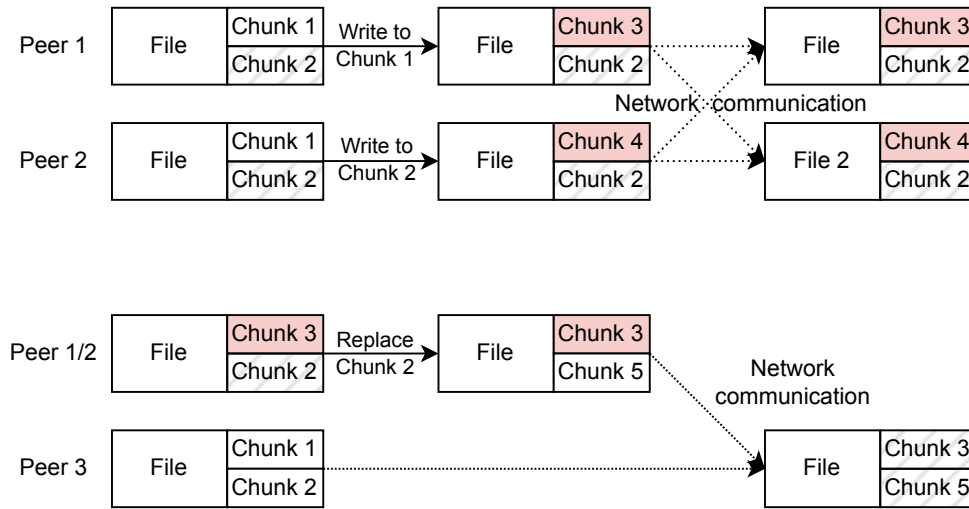 Peer 1
File
Chunk 1
Chunk 2
Write to
Chunk 1
File
Chunk 3
Chunk 2
File
Chunk 3
Chunk 2
Network communication
Peer 2
File
Chunk 1
Chunk 2
Write to
Chunk 2
File
Chunk 4
Chunk 2
File 2
Chunk 4
Chunk 2
Peer 1/2
File
Chunk 3
Chunk 2
Replace
Chunk 2
File
Chunk 3
Chunk 5
Network
communication
Peer 3
File
Chunk 1
Chunk 2
File
Chunk 3
Chunk 5